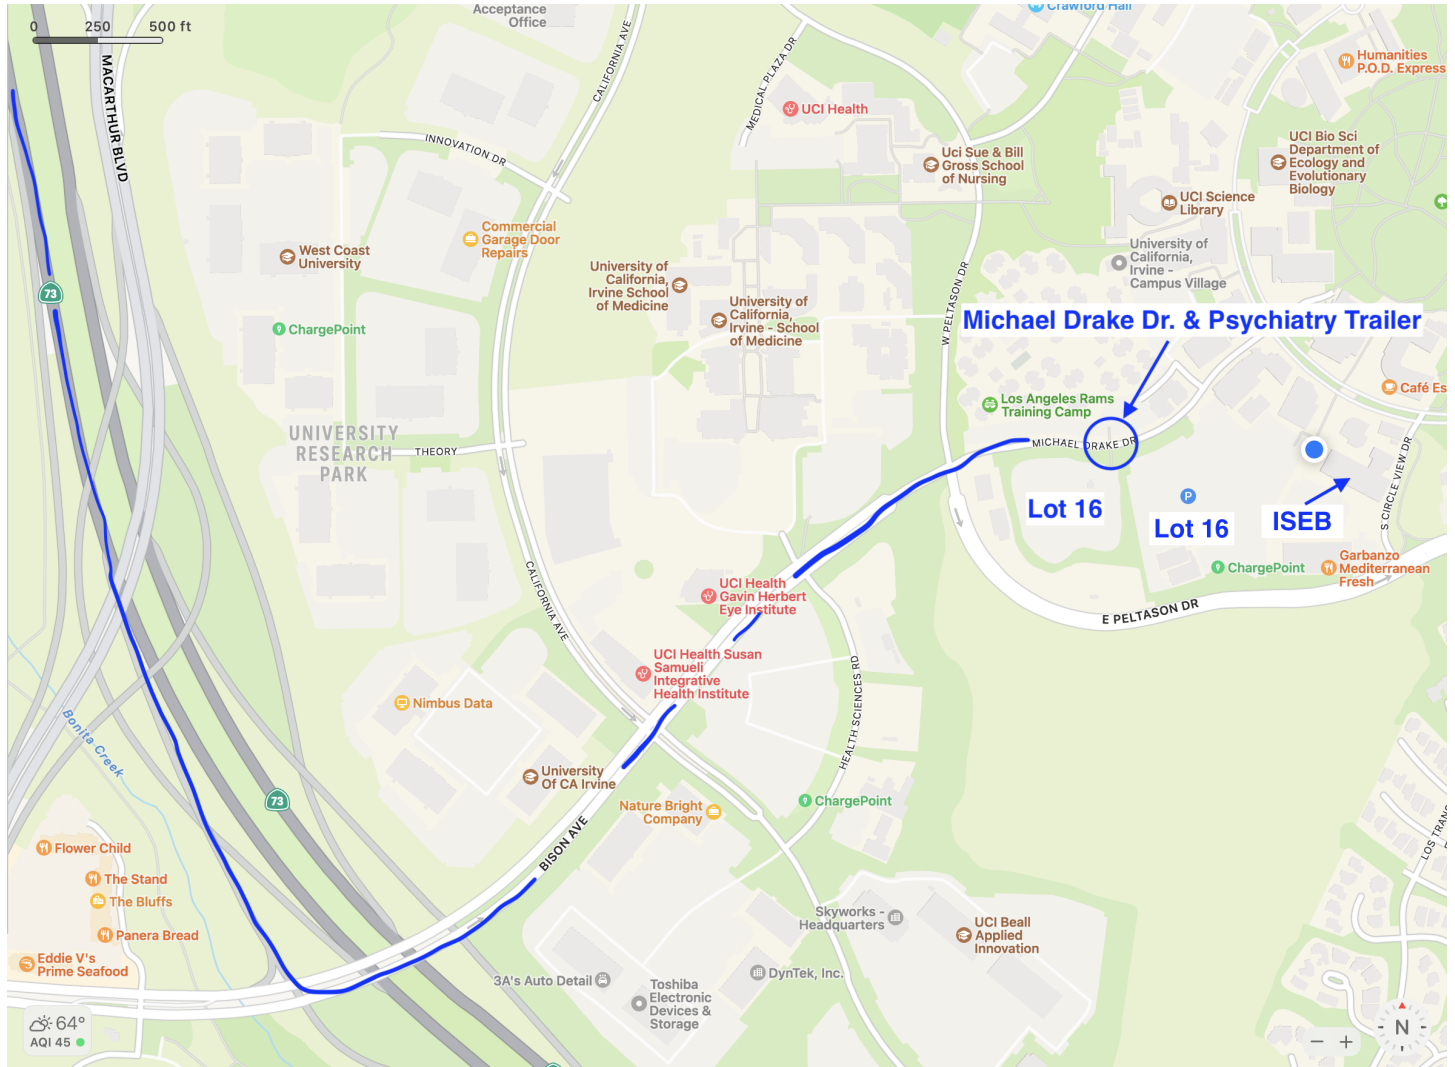 0 250 500 ft
Acceptance
Office
Crawford Hall
MACARTHUR BLVD
CALIFORNIA AVE
MEDICAL PLAZA DR
Humanities
P.O.D. Express
UCI Health
INNOVATION DR
Uci Sue & Bill
Gross School
of Nursing
UCI Bio Sci
Department of
Ecology and
Evolutionary
Biology
UCI Science
Library
Commercial
Garage Door
Repairs
West Coast
University
University of
California,
Irvine School
of Medicine
University of
California,
Irvine -
Campus Village
73
University of
California,
Irvine - School
of Medicine
W PELTASON DR
ChargePoint
Michael Drake Dr. & Psychiatry Trailer
Café Es
Los Angeles Rams
Training Camp
UNIVERSITY
RESEARCH
PARK
THEORY
MICHAEL DRAKE DR
S CIRCLE VIEW DR
P
Lot 16
Lot 16
ISEB
CALIFORNIA AVE
UCI Health
Gavin Herbert
Eye Institute
ChargePoint
Garbanzo
Mediterranean
Fresh
E PELTASON DR
UCI Health Susan
Samueli
Integrative
Health Institute
HEALTH SCIENCES RD
Bonita Creek
Nimbus Data
University
Of CA Irvine
73
Nature Bright
Company
ChargePoint
LOS TRAN
BISON AVE
Flower Child
The Stand
The Bluffs
Panera Bread
Eddie V's
Prime Seafood
Skyworks -
Headquarters
UCI Beall
Applied
Innovation
3A's Auto Detail
DynTek, Inc.
Toshiba
Electronic
Devices &
Storage
64°
AQI 45
− +
N